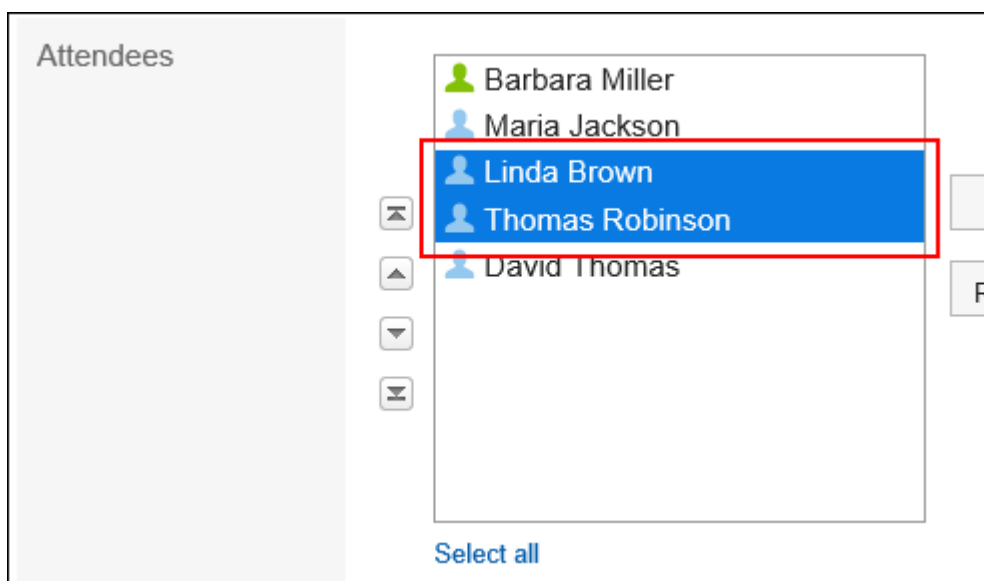 Attendees
Barbara Miller
Maria Jackson
Linda Brown
Thomas Robinson
David Thomas
Select all